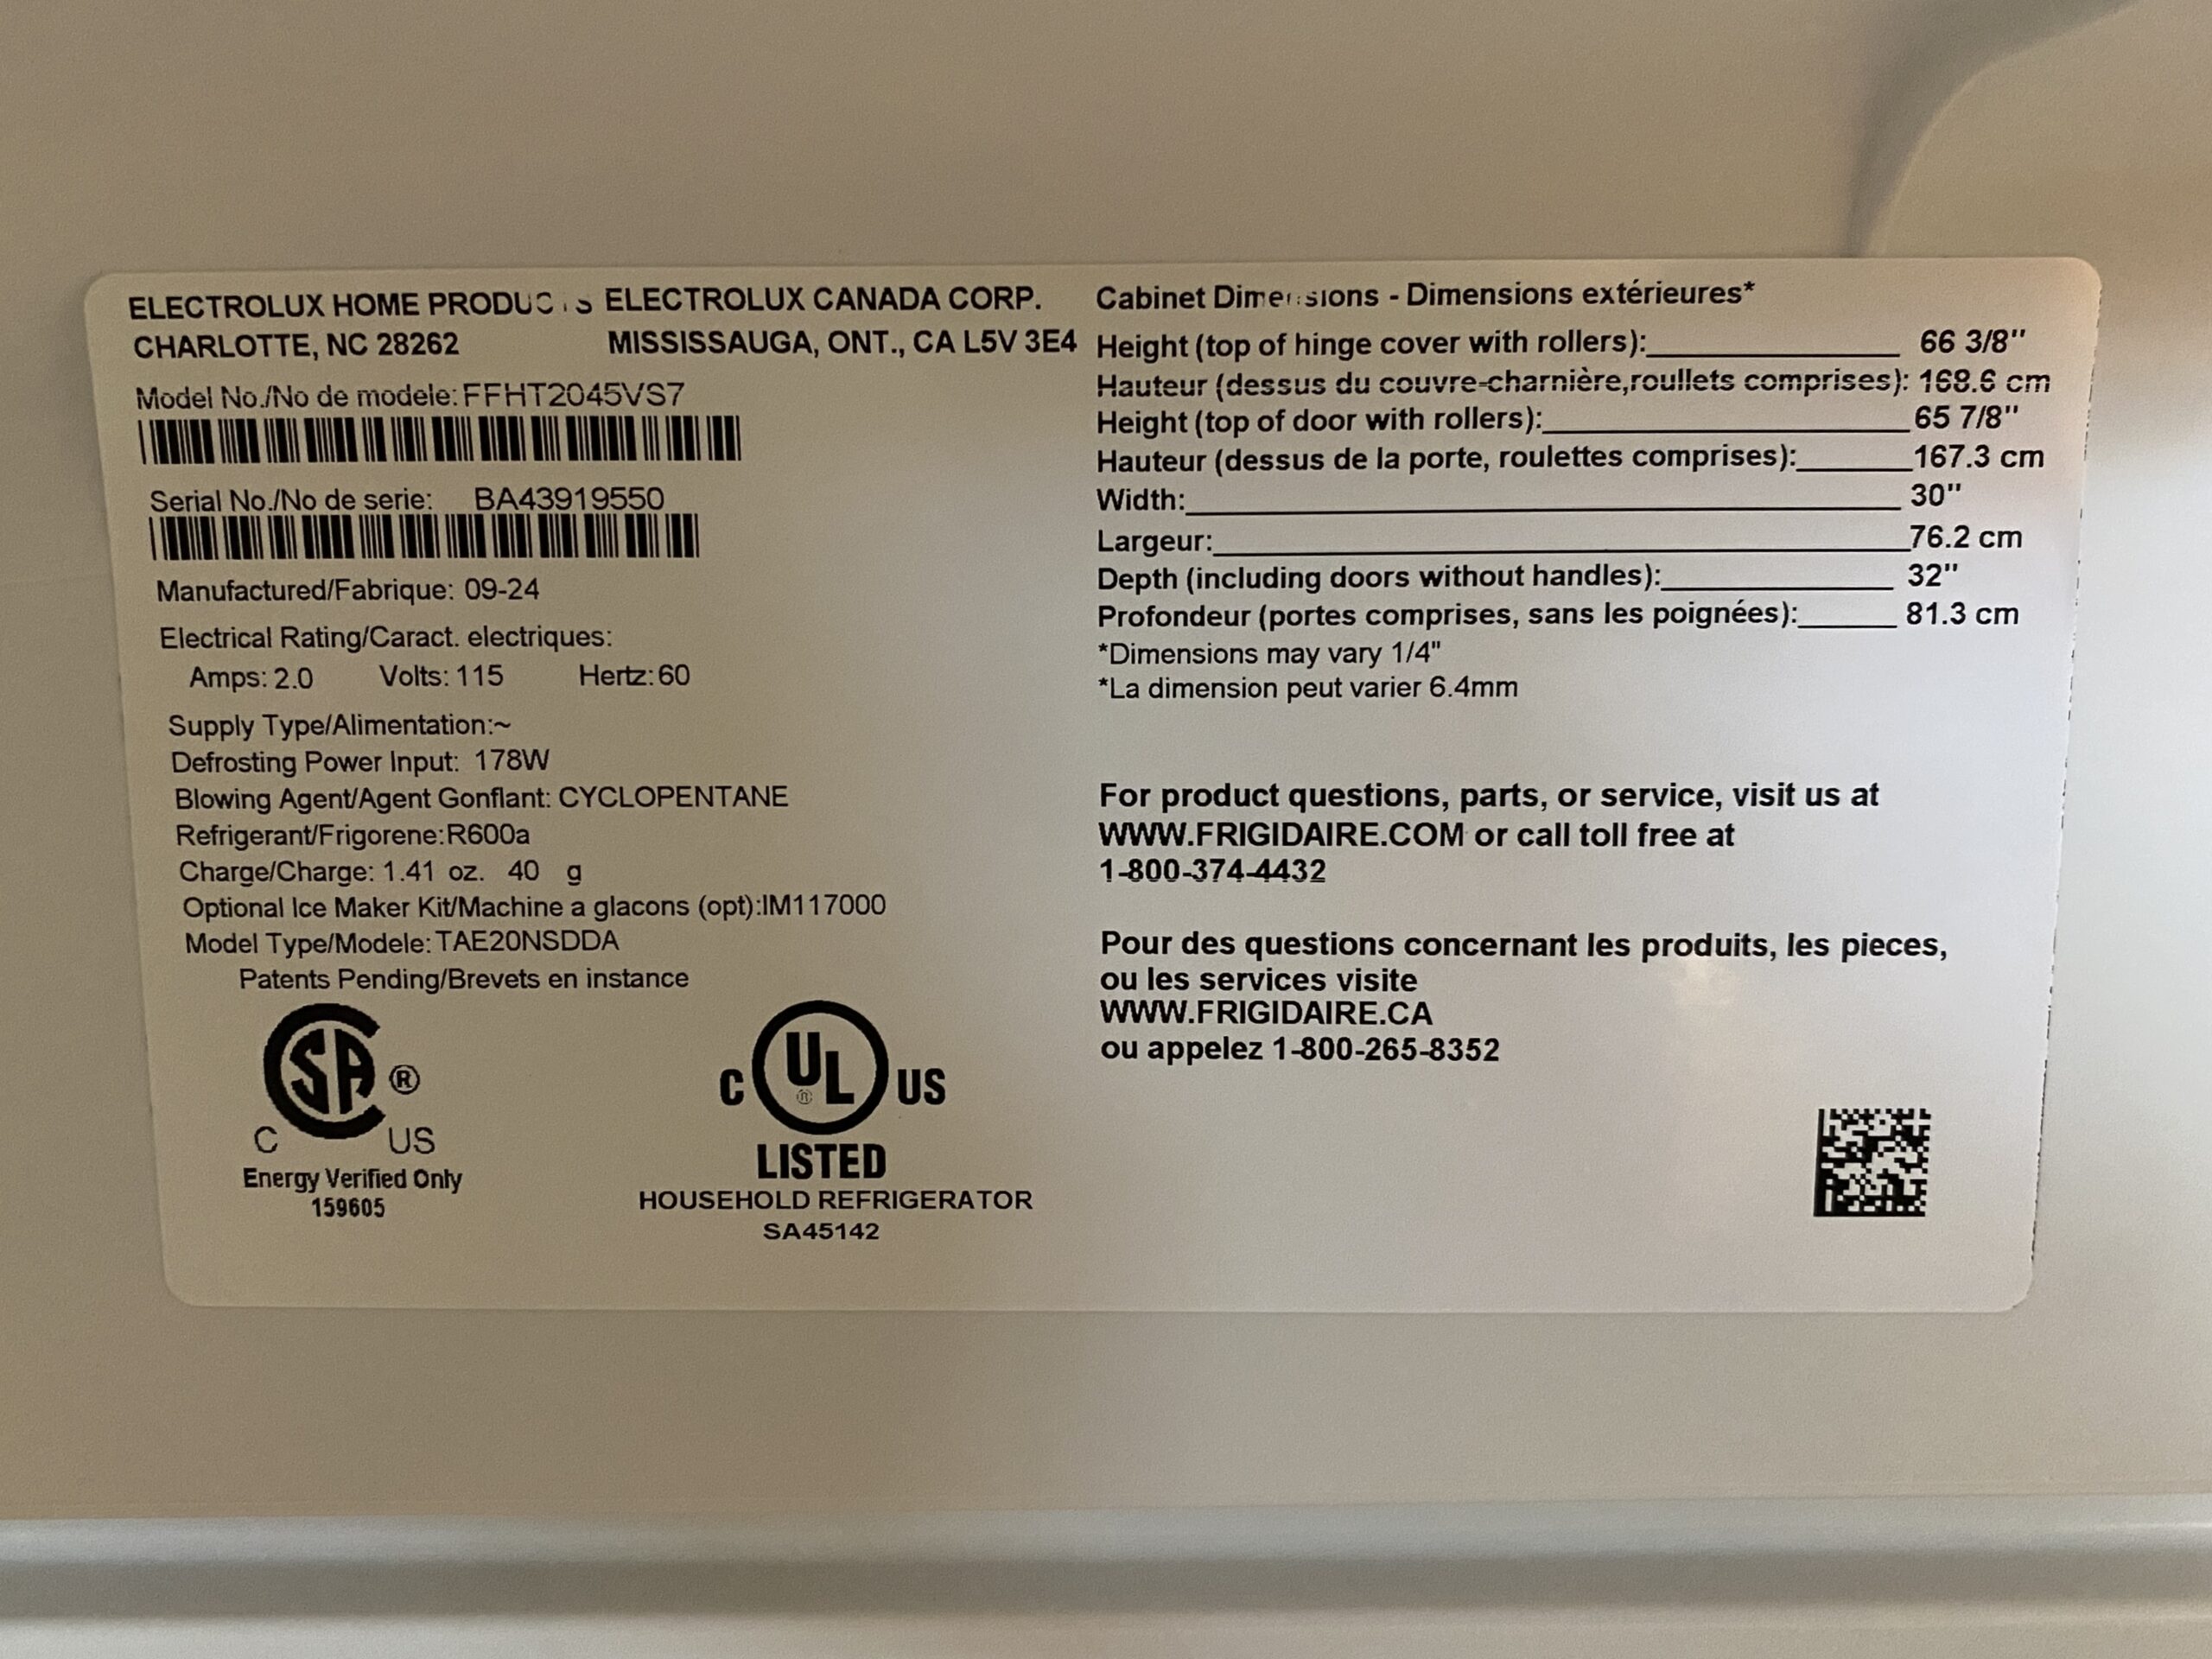 ELECTROLUX HOME PRODUCTS ELECTROLUX CANADA CORP.
CHARLOTTE, NC 28262 MISSISSAUGA, ONT., CA L5V 3E4
Model No./No de modele: FFHT2045VS7
Serial No./No de serie: BA43919550
Manufactured/Fabrique: 09-24
Electrical Rating/Caract. electriques:
Amps: 2.0 Volts: 115 Hertz: 60
Supply Type/Alimentation:~
Defrosting Power Input: 178W
Blowing Agent/Agent Gonflant: CYCLOPENTANE
Refrigerant/Frigorene: R600a
Charge/Charge: 1.41 oz. 40 g
Optional Ice Maker Kit/Machine a glacons (opt):IM117000
Model Type/Modele: TAE20NSDDA
Patents Pending/Brevets en instance
SA ®
C US
Energy Verified Only
159605
C UL ® US
LISTED
HOUSEHOLD REFRIGERATOR
SA45142
Cabinet Dimensions - Dimensions extérieures*
Height (top of hinge cover with rollers):__________ 66 3/8"
Hauteur (dessus du couvre-charnière,roullets comprises): 168.6 cm
Height (top of door with rollers):__________ 65 7/8"
Hauteur (dessus de la porte, roulettes comprises):______167.3 cm
Width:__________ 30"
Largeur:__________76.2 cm
Depth (including doors without handles):__________ 32"
Profondeur (portes comprises, sans les poignées):_____ 81.3 cm
*Dimensions may vary 1/4"
*La dimension peut varier 6.4mm
For product questions, parts, or service, visit us at
WWW.FRIGIDAIRE.COM or call toll free at
1-800-374-4432
Pour des questions concernant les produits, les pieces,
ou les services visite
WWW.FRIGIDAIRE.CA
ou appelez 1-800-265-8352